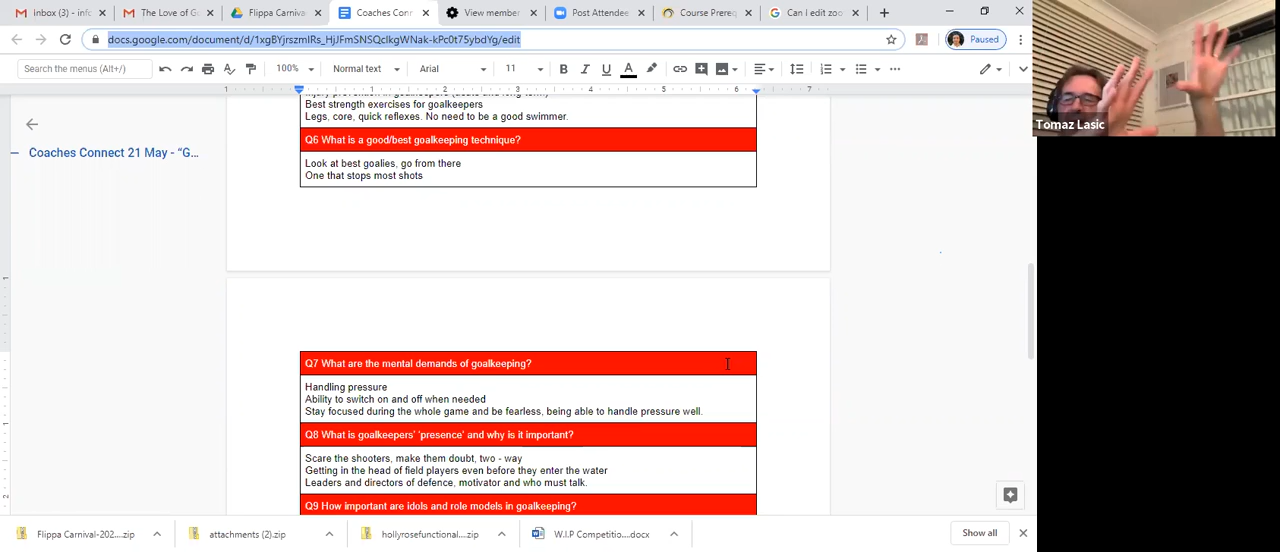 Inbox (3) - info
The Love of Go
Flippa Carnival
Coaches Conn
View member
Post Attendee
Course Prereq
Can I edit zoo
docs.google.com/document/d/1xgBYjrszmIRs_HjJFmSNSQclkgWNak-kPc0t75ybdYg/edit
Paused
Search the menus (Alt+/)
100%
Normal text
Arial
11
Tomaz Lasic
Coaches Connect 21 May - “G...
Best strength exercises for goalkeepers
Legs, core, quick reflexes. No need to be a good swimmer.
Q6 What is a good/best goalkeeping technique?
Look at best goalies, go from there
One that stops most shots
Q7 What are the mental demands of goalkeeping?
Handling pressure
Ability to switch on and off when needed
Stay focused during the whole game and be fearless, being able to handle pressure well.
Q8 What is goalkeepers' 'presence' and why is it important?
Scare the shooters, make them doubt, two - way
Getting in the head of field players even before they enter the water
Leaders and directors of defence, motivator and who must talk.
Q9 How important are idols and role models in goalkeeping?
Flippa Carnival-202....zip
attachments (2).zip
hollyrosefunctional....zip
W.I.P Competitio....docx
Show all